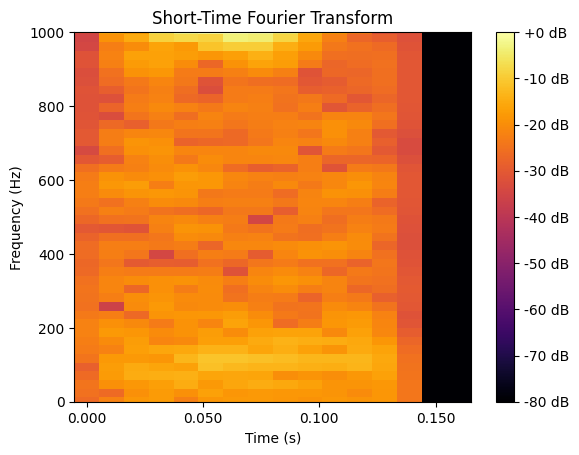 Short-Time Fourier Transform
1000
800
600
400
200
0
Frequency (Hz)
0.000
0.050
0.100
0.150
Time (s)
+0 dB
-10 dB
-20 dB
-30 dB
-40 dB
-50 dB
-60 dB
-70 dB
-80 dB